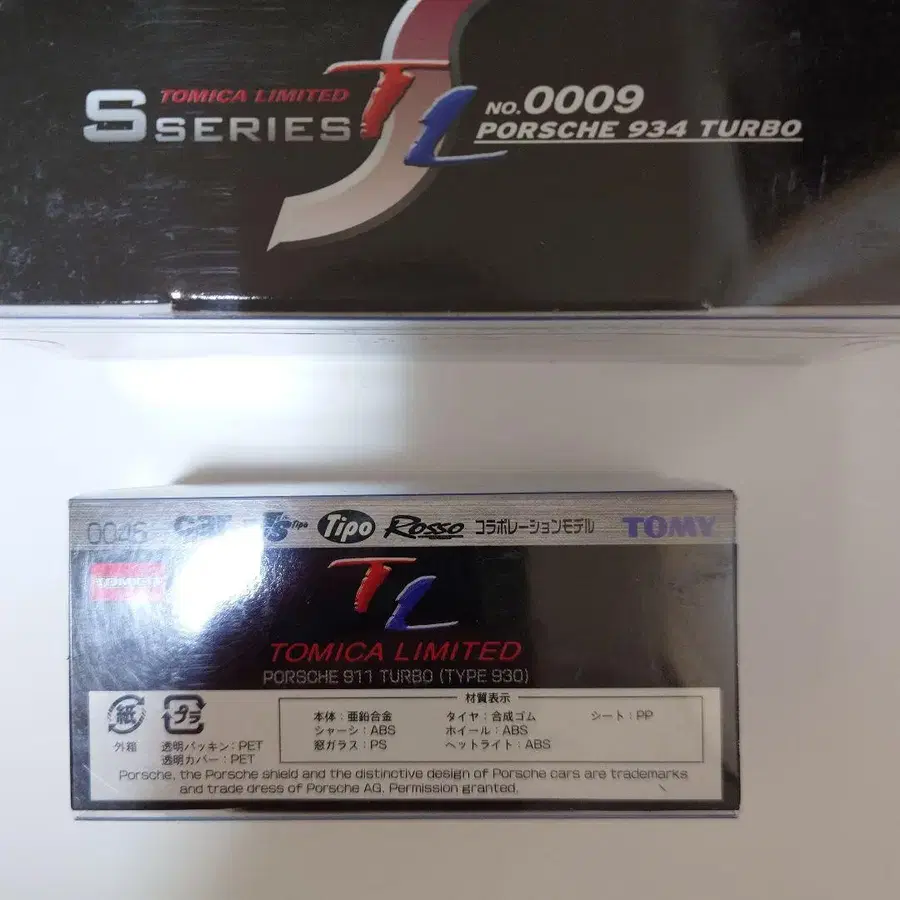 TOMICA LIMITED
S SERIES
TL
NO.0009
PORSCHE 934 TURBO
0046
car
Tipo
Tipo
Rosso
コラボレーションモデル
TOMY
TOMICA
TL
TOMICA LIMITED
PORSCHE 911 TURBO (TYPE 930)
材質表示
紙
外箱
プラ
透明パッキン:PET
透明カバー:PET
本体:亜鉛合金
シャーシ:ABS
窓ガラス:PS
タイヤ:合成ゴム
ホイール:ABS
ヘットライト:ABS
シート:PP
Porsche, the Porsche shield and the distinctive design of Porsche cars are trademarks
and trade dress of Porsche AG. Permission granted.